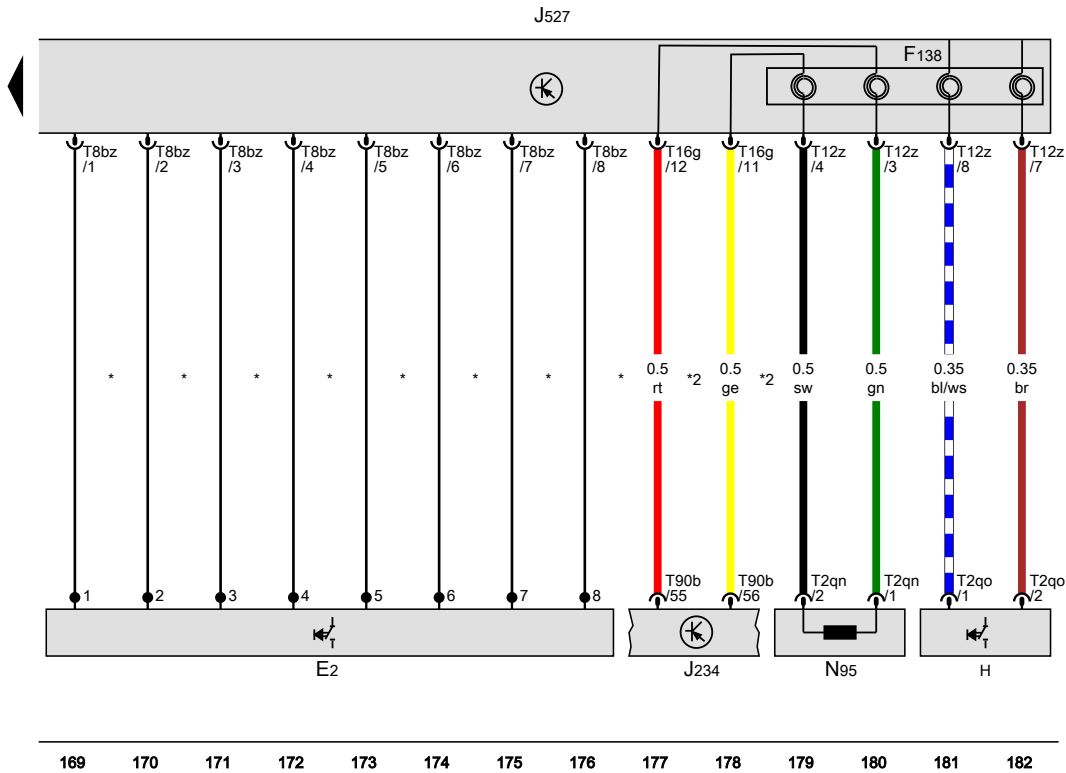 J527
F138
T8bz T8bz T8bz T8bz T8bz T8bz T8bz T8bz T16g T16g T12z T12z T12z T12z
/1 /2 /3 /4 /5 /6 /7 /8 /12 /11 /4 /3 /8 /7
* * * * * * * * *2 *2
0.5 0.5 0.5 0.5 0.35 0.35
rt ge sw gn bl/ws br
T90b T90b T2qn T2qn T2qo T2qo
1 2 3 4 5 6 7 8 /55 /56 /2 /1 /1 /2
E2 J234 N95 H
169 170 171 172 173 174 175 176 177 178 179 180 181 182